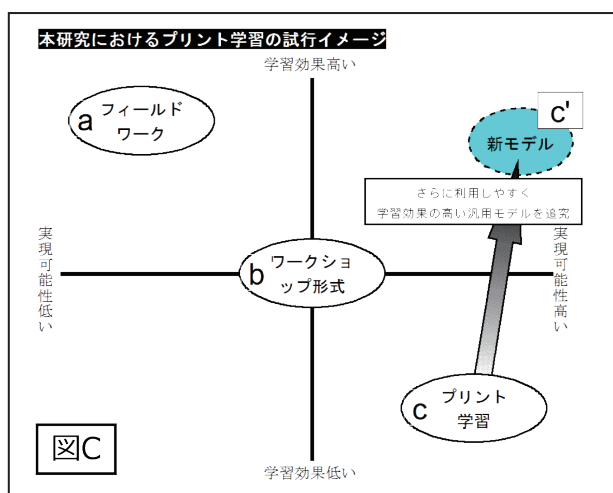 本研究におけるプリント学習の試行イメージ
学習効果高い
a
フィールド
ワーク
c'
新モデル
さらに利用しやすく
学習効果の高い汎用モデルを追究
実現可能性低い
b
ワークショ
ップ形式
実現可能性高い
c
プリント
学習
図C
学習効果低い